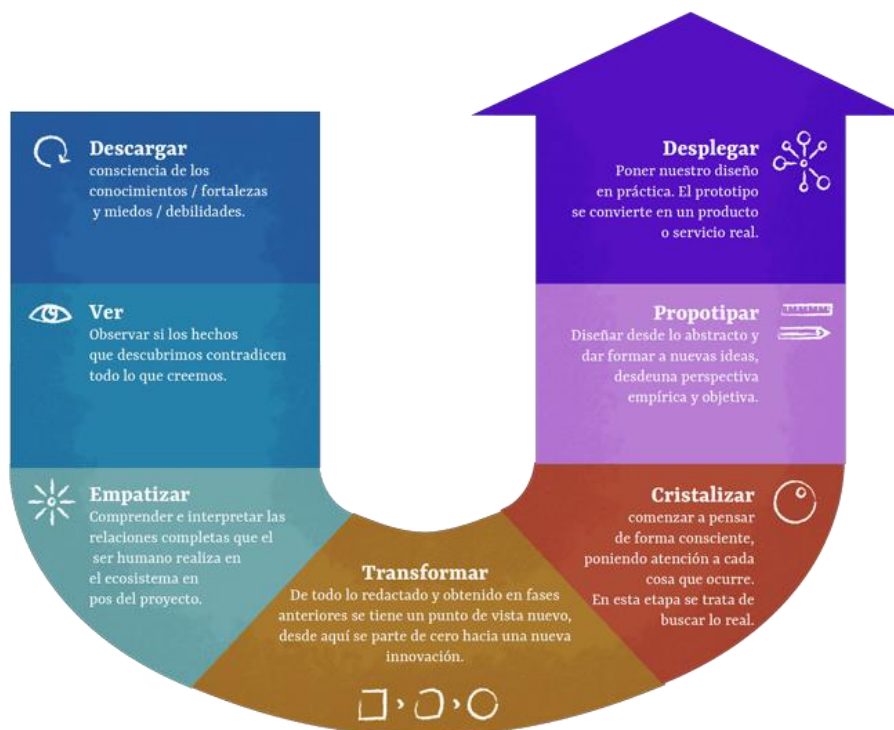 Descargar
consciencia de los
conocimientos / fortalezas
y miedos / debilidades.
Ver
Observar si los hechos
que descubrimos contradicen
todo lo que creemos.
Empatizar
Comprender e interpretar las
relaciones completas que el
ser humano realiza en
el ecosistema en
pos del proyecto.
Transformar
De todo lo redactado y obtenido en fases
anteriores se tiene un punto de vista nuevo,
desde aquí se parte de cero hacia una nueva
innovación.
Cristalizar
comenzar a pensar
de forma consciente,
poniendo atención a cada
cosa que ocurre.
En esta etapa se trata de
buscar lo real.
Propotipar
Diseñar desde lo abstracto y
dar formar a nuevas ideas,
desdeuna perspectiva
empírica y objetiva.
Desplegar
Poner nuestro diseño
en práctica. El prototipo
se convierte en un producto
o servicio real.